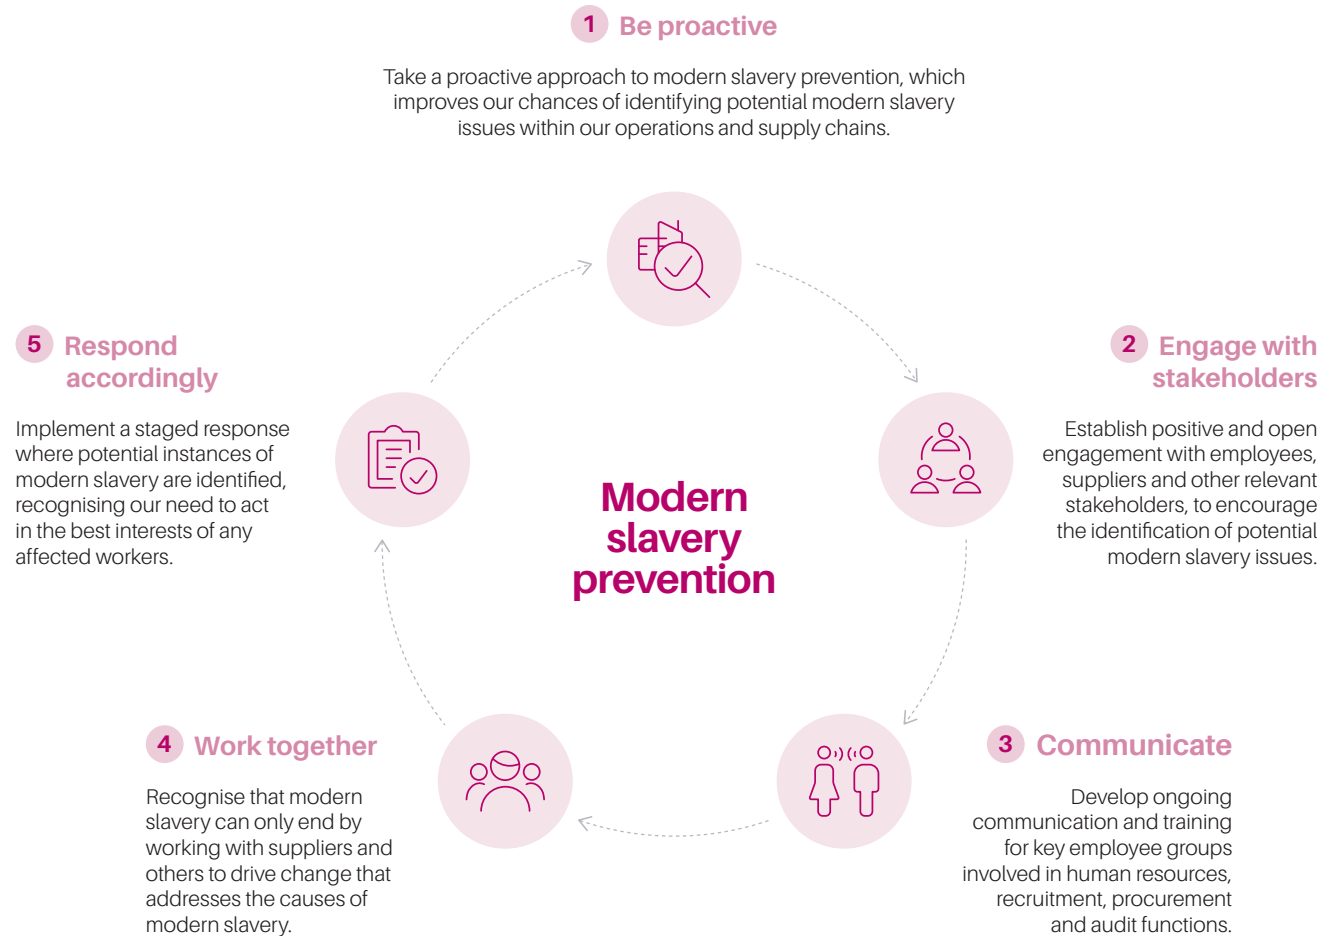 1 Be proactive
Take a proactive approach to modern slavery prevention, which
improves our chances of identifying potential modern slavery
issues within our operations and supply chains.
2 Engage with
stakeholders
Establish positive and open
engagement with employees,
suppliers and other relevant
stakeholders, to encourage
the identification of potential
modern slavery issues.
3 Communicate
Develop ongoing
communication and training
for key employee groups
involved in human resources,
recruitment, procurement
and audit functions.
4 Work together
Recognise that modern
slavery can only end by
working with suppliers and
others to drive change that
addresses the causes of
modern slavery.
5 Respond
accordingly
Implement a staged response
where potential instances of
modern slavery are identified,
recognising our need to act
in the best interests of any
affected workers.
Modern
slavery
prevention